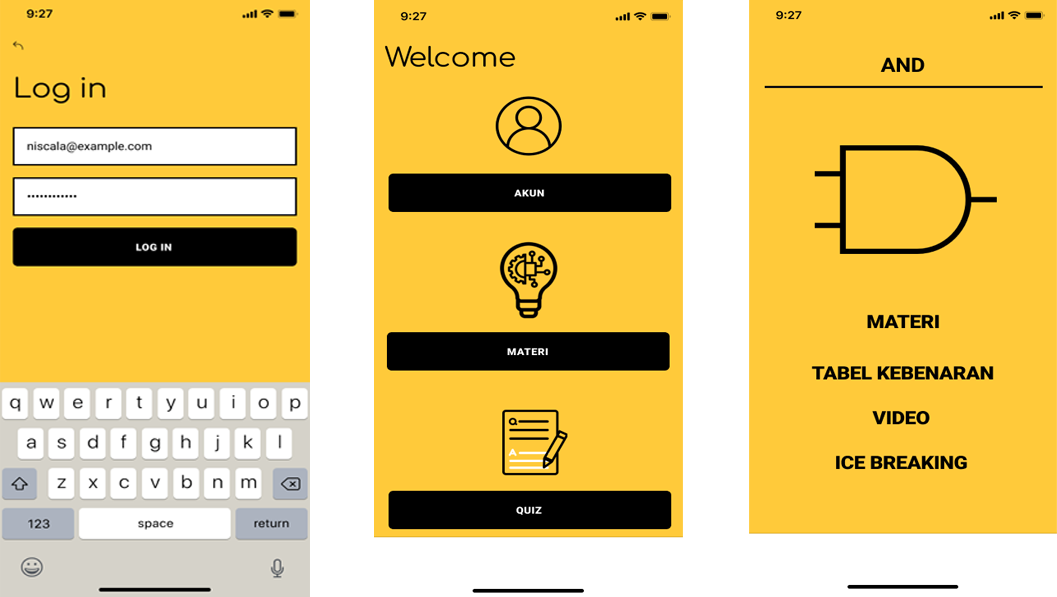 9:27
Log in
niscala@example.com
••••••••••••
LOG IN
q w e r t y u i o p
a s d f g h j k l
z x c v b n m
123 space return
9:27
Welcome
AKUN
MATERI
Q
A
QUIZ
9:27
AND
MATERI
TABEL KEBENARAN
VIDEO
ICE BREAKING